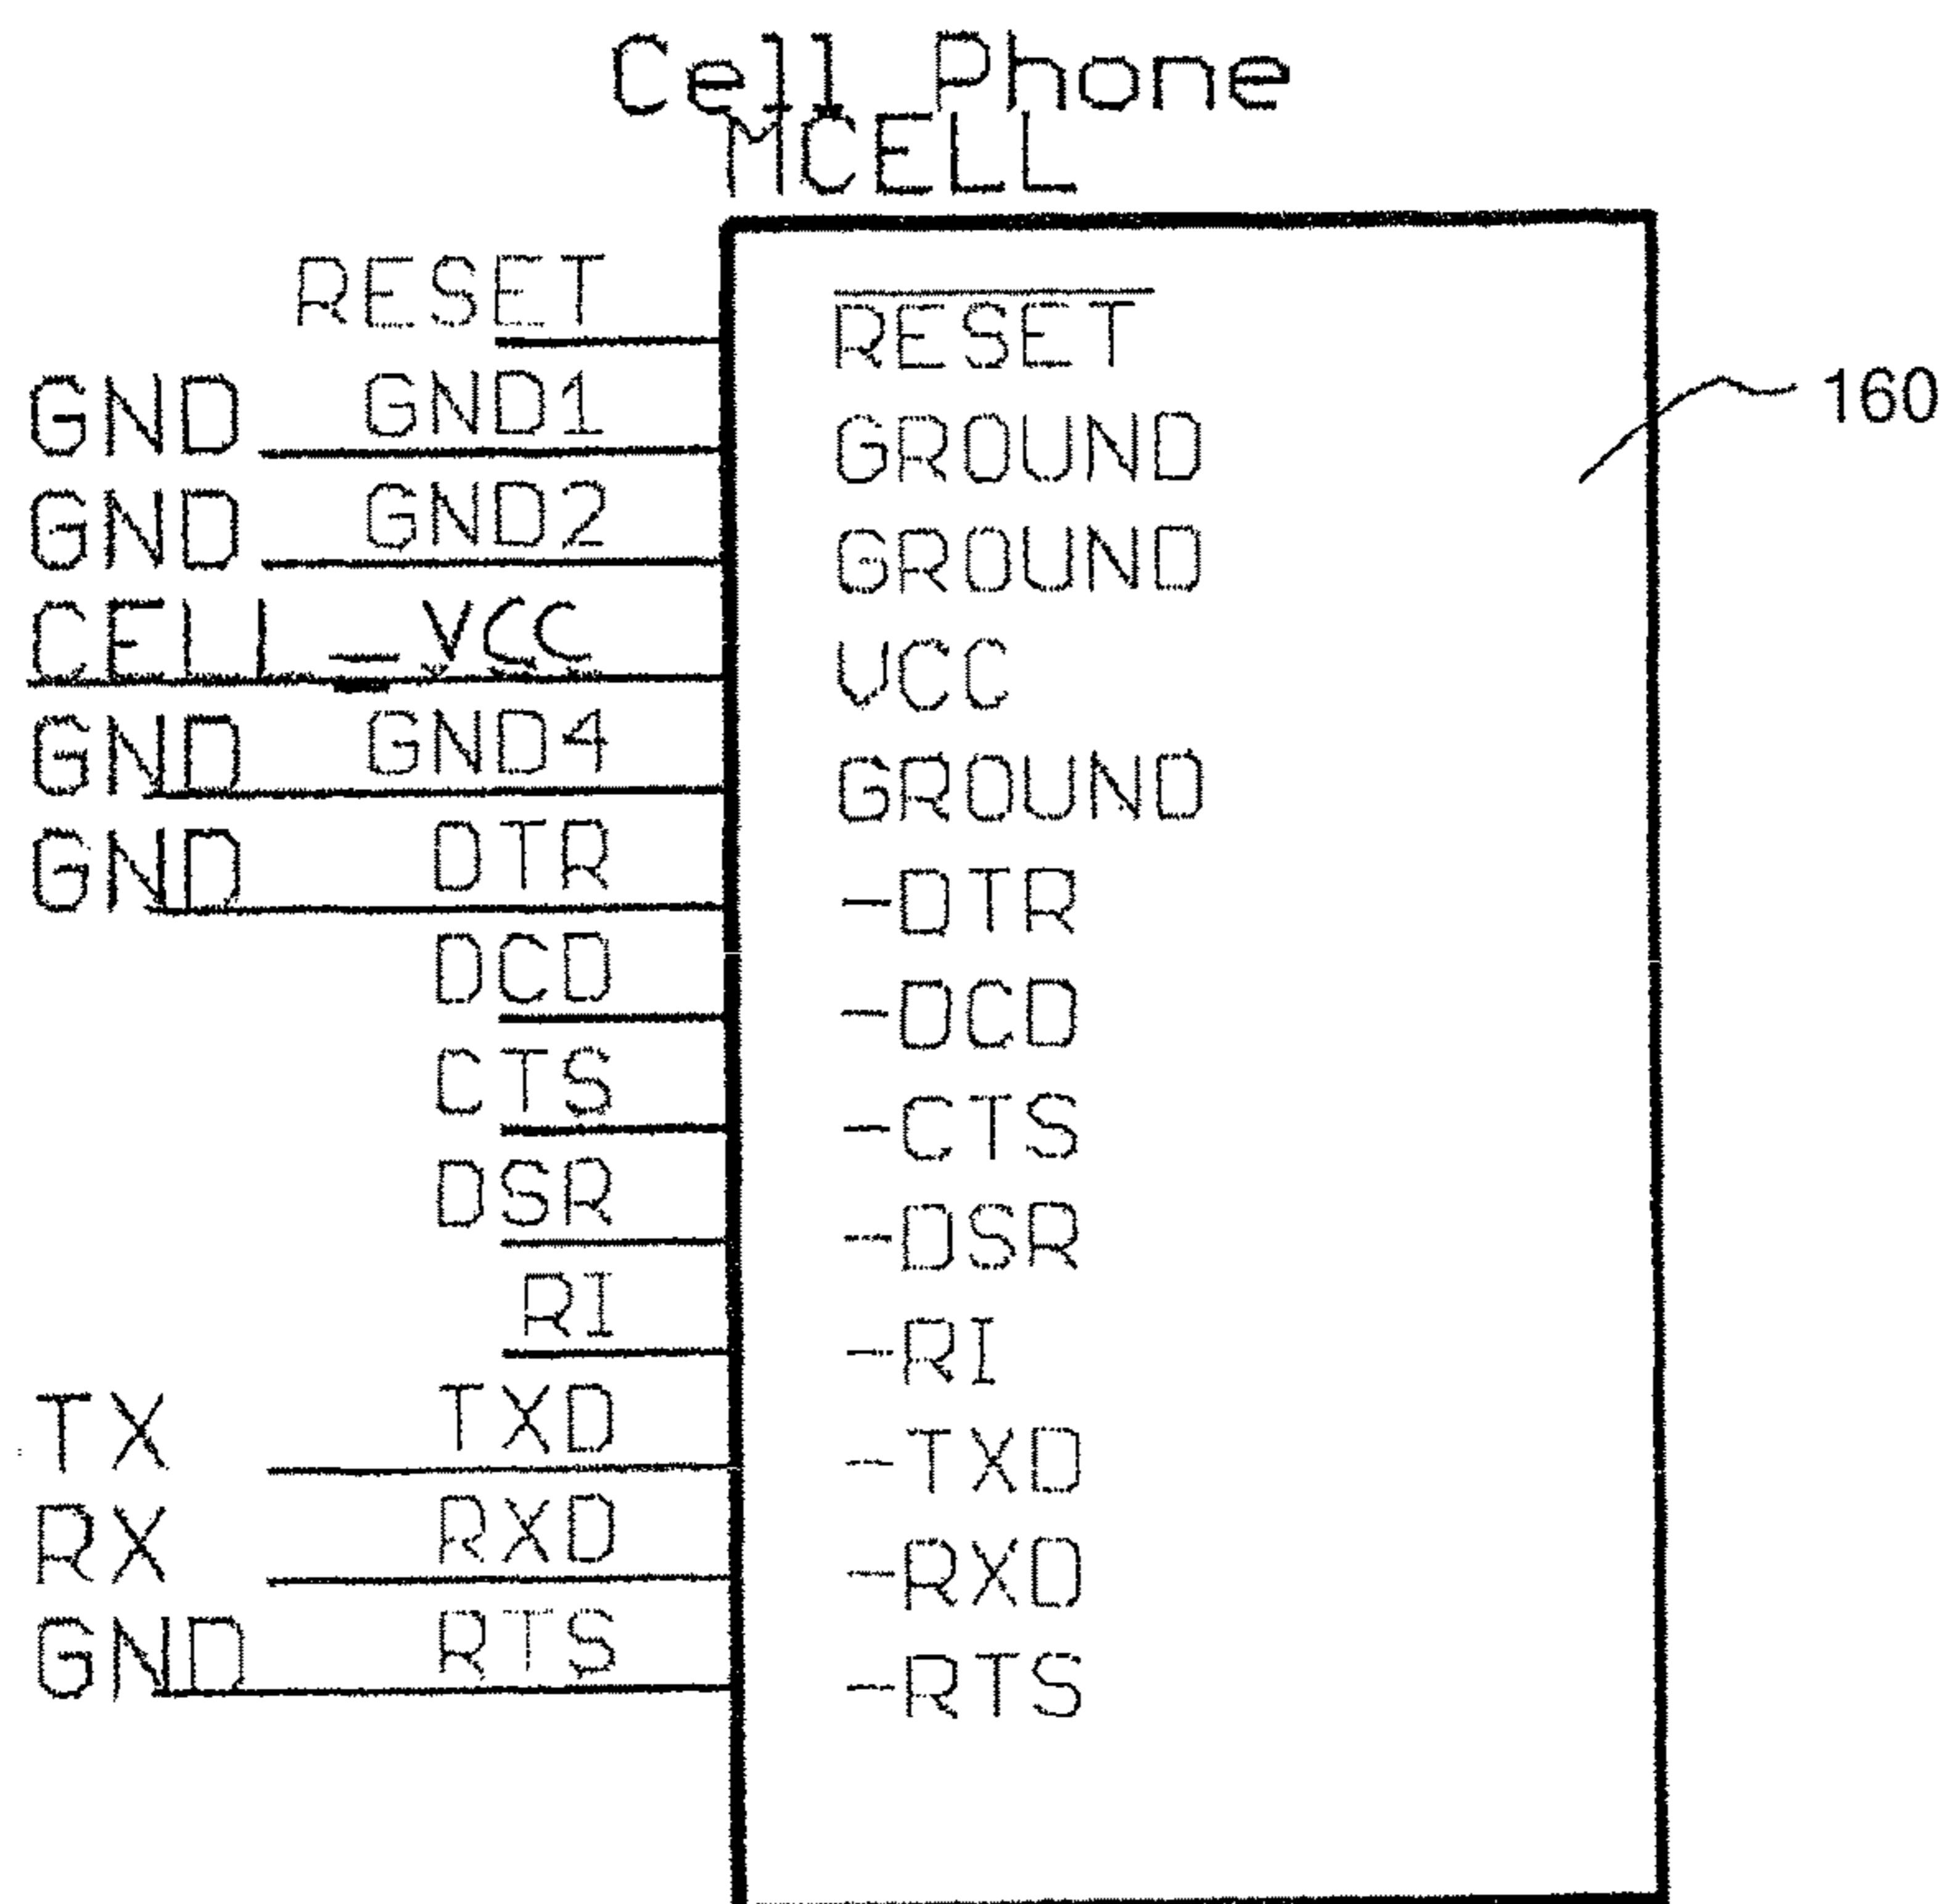 Cell Phone
MCELL
RESET RESET
GND GND1 GROUND
GND GND2 GROUND
CELL_VCC VCC
GND GND4 GROUND
GND DTR -DTR
DCD -DCD
CTS -CTS
DSR -DSR
RI -RI
TX TXD -TXD
RX RXD -RXD
GND RTS -RTS
160